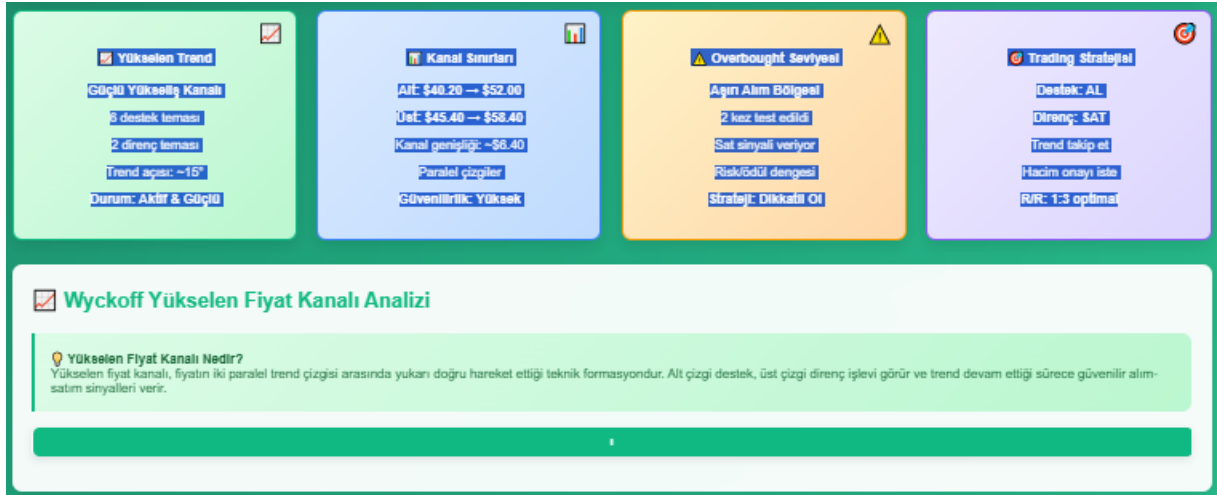 Yükselen Trend
Güçlü Yükseliş Kanalı
8 destek teması
2 direnç teması
Trend açısı: ~15°
Durum: Aktif & Güçlü
Kanal Sınırları
Alt: $40.20 → $52.00
Üst: $45.40 → $58.40
Kanal genişliği: ~$6.40
Paralel çizgiler
Güvenilirlik: Yüksek
Overbought Seviyesi
Aşırı Alım Bölgesi
2 kez test edildi
Sat sinyali veriyor
Risk/ödül dengesi
Strateji: Dikkatli Ol
Trading Stratejisi
Destek: AL
Direnç: SAT
Trend takip et
Hacim onayı iste
R/R: 1:3 optimal
Wyckoff Yükselen Fiyat Kanalı Analizi
Yükselen Fiyat Kanalı Nedir?
Yükselen fiyat kanalı, fiyatın iki paralel trend çizgisi arasında yukarı doğru hareket ettiği teknik formasyondur. Alt çizgi destek, üst çizgi direnç işlevi görür ve trend devam ettiği sürece güvenilir alım-
satım sinyalleri verir.